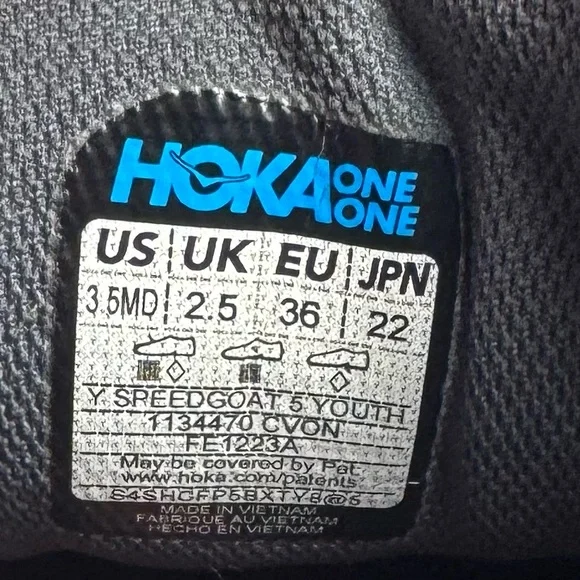 HOKA ONE ONE
US UK EU JPN
3.5MD 2.5 36 22
Y SPEEDGOAT 5 YOUTH
1134470 CVON
FE1223A
May be covered by Pat.
www.hoka.com/patents
MADE IN VIETNAM
FABRIQUE AU VIETNAM
HECHO EN VIETNAM